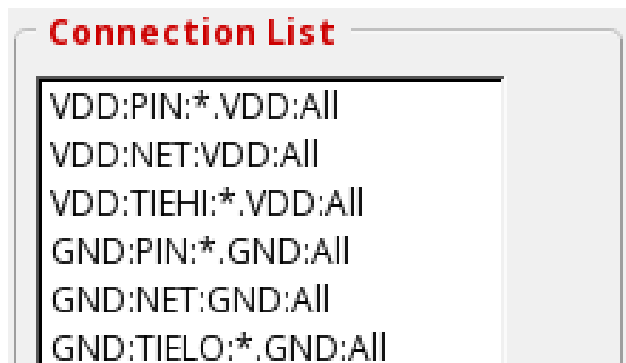 Connection List
VDD:PIN:*.VDD:All
VDD:NET:VDD:All
VDD:TIEHI:*.VDD:All
GND:PIN:*.GND:All
GND:NET:GND:All
GND:TIELO:*.GND:All